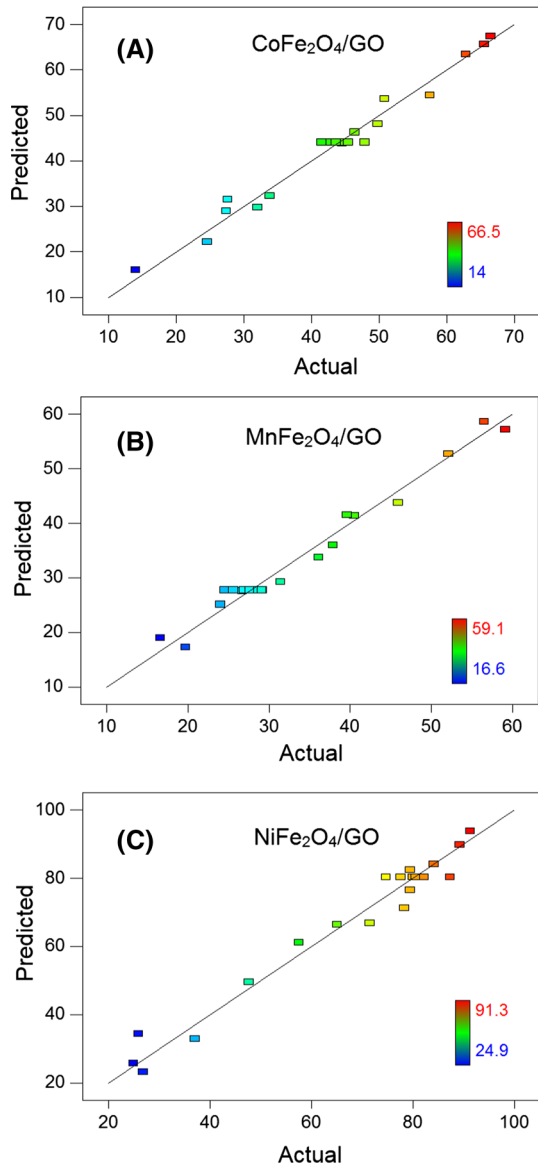 (A)
CoFe₂O₄/GO
Predicted
70
60
50
40
30
20
10
66.5
14
10 20 30 40 50 60 70
Actual
(B)
MnFe₂O₄/GO
Predicted
60
50
40
30
20
10
59.1
16.6
10 20 30 40 50 60
Actual
(C)
NiFe₂O₄/GO
Predicted
100
80
60
40
20
91.3
24.9
20 40 60 80 100
Actual